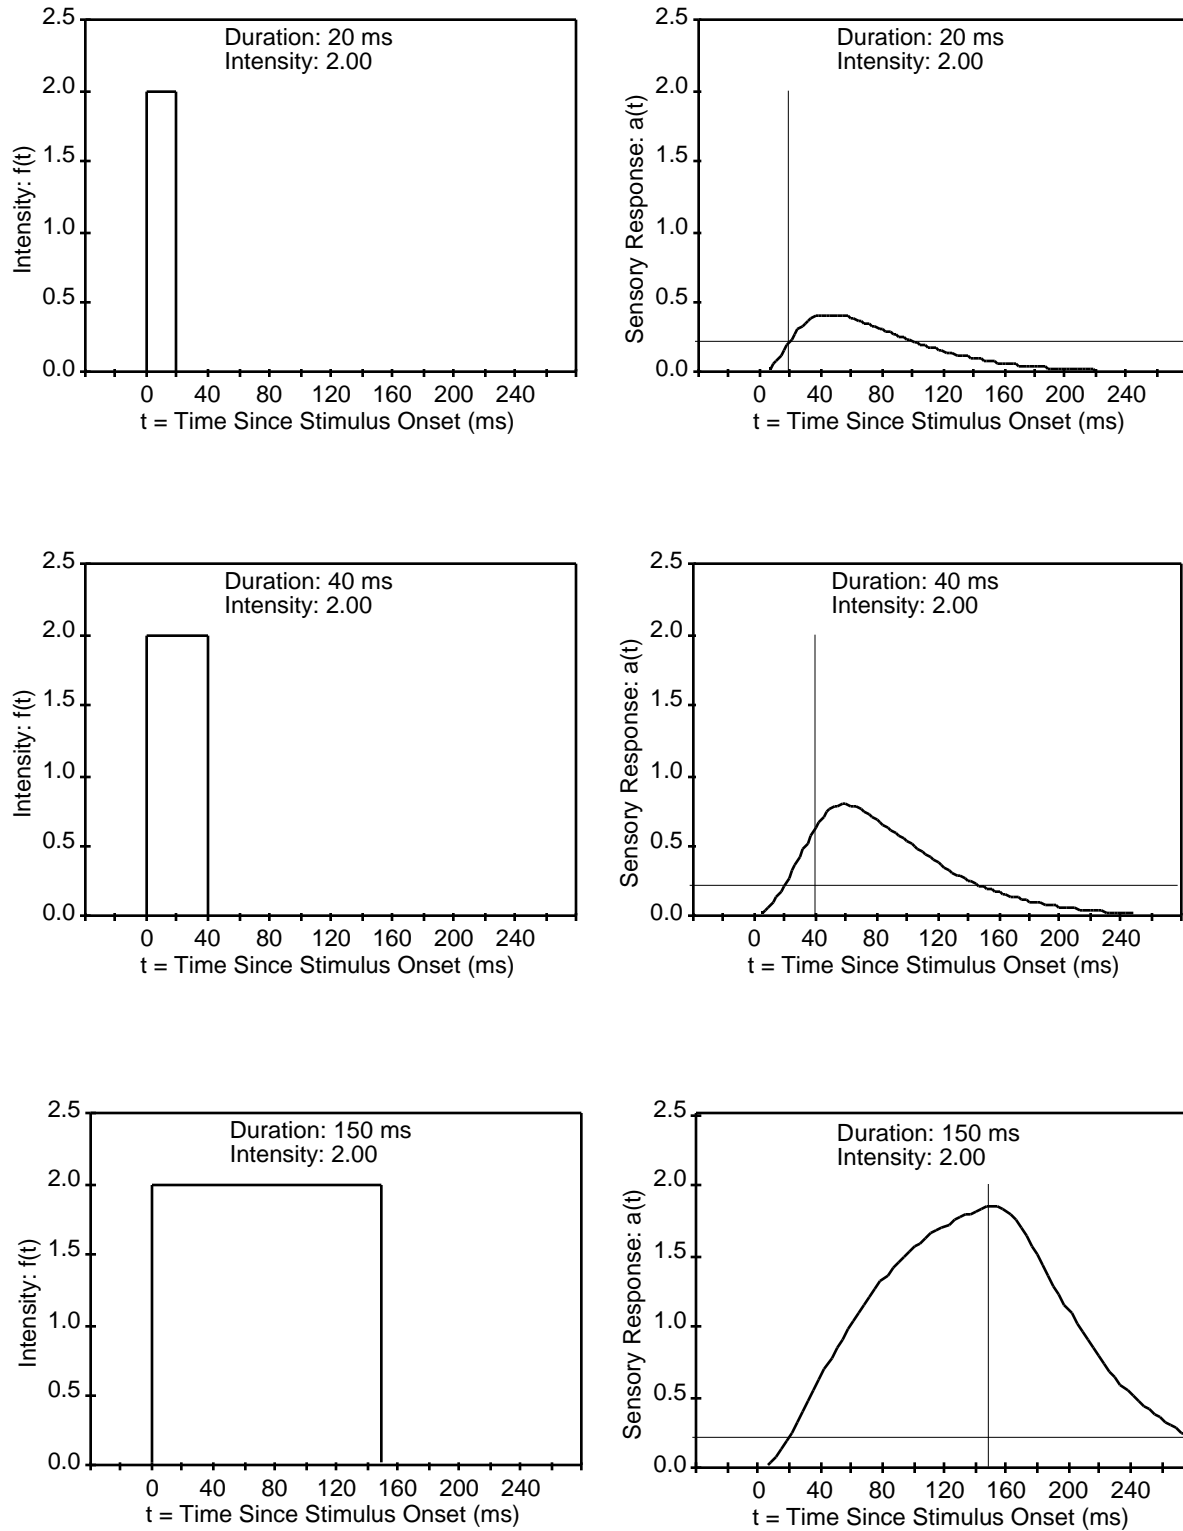 Duration: 20 ms
Intensity: 2.00
2.5
2.0
1.5
1.0
0.5
0.0
Intensity: f(t)
0 40 80 120 160 200 240
t = Time Since Stimulus Onset (ms)
Duration: 20 ms
Intensity: 2.00
2.5
2.0
1.5
1.0
0.5
0.0
Sensory Response: a(t)
0 40 80 120 160 200 240
t = Time Since Stimulus Onset (ms)
Duration: 40 ms
Intensity: 2.00
2.5
2.0
1.5
1.0
0.5
0.0
Intensity: f(t)
0 40 80 120 160 200 240
t = Time Since Stimulus Onset (ms)
Duration: 40 ms
Intensity: 2.00
2.5
2.0
1.5
1.0
0.5
0.0
Sensory Response: a(t)
0 40 80 120 160 200 240
t = Time Since Stimulus Onset (ms)
Duration: 150 ms
Intensity: 2.00
2.5
2.0
1.5
1.0
0.5
0.0
Intensity: f(t)
0 40 80 120 160 200 240
t = Time Since Stimulus Onset (ms)
Duration: 150 ms
Intensity: 2.00
2.5
2.0
1.5
1.0
0.5
0.0
Sensory Response: a(t)
0 40 80 120 160 200 240
t = Time Since Stimulus Onset (ms)